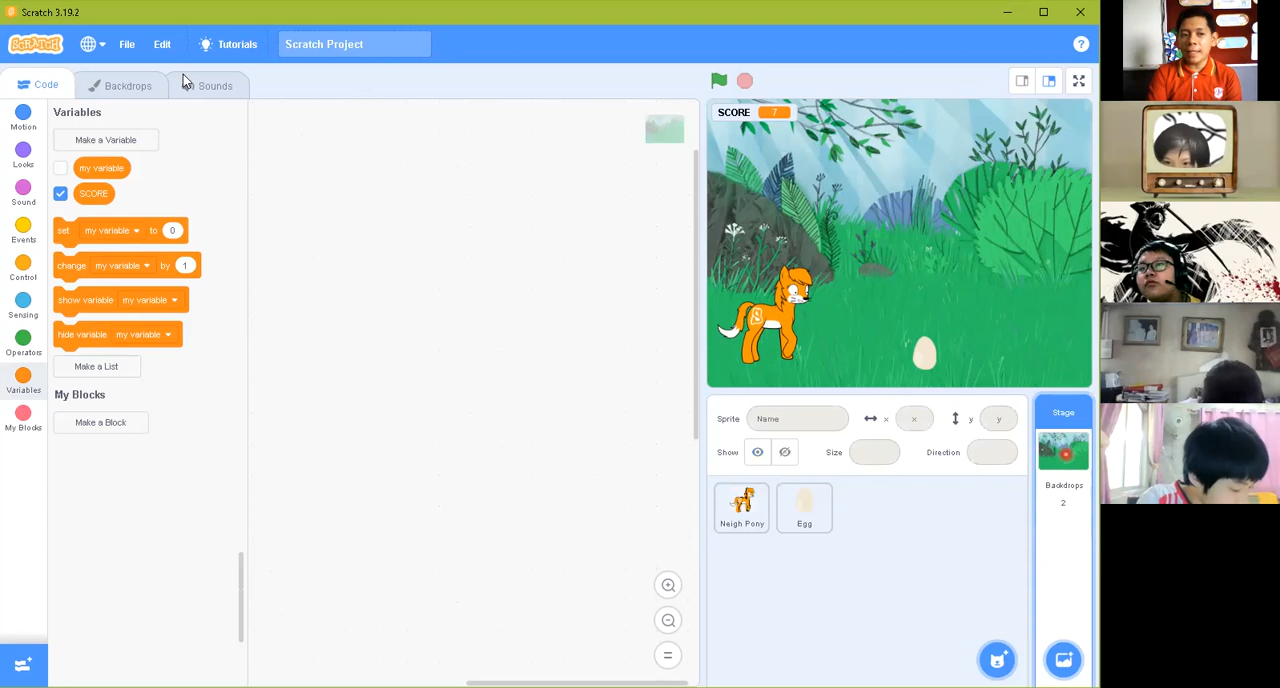 Scratch 3.19.2
SCRATCH
File
Edit
Tutorials
Scratch Project
?
Code
Backdrops
Sounds
Motion
Looks
Sound
Events
Control
Sensing
Operators
Variables
My Blocks
Variables
Make a Variable
my variable
SCORE
set my variable to 0
change my variable by 1
show variable my variable
hide variable my variable
Make a List
My Blocks
Make a Block
SCORE 7
Sprite Name x x y y
Show Size Direction
Neigh Pony
Egg
Stage
Backdrops
2